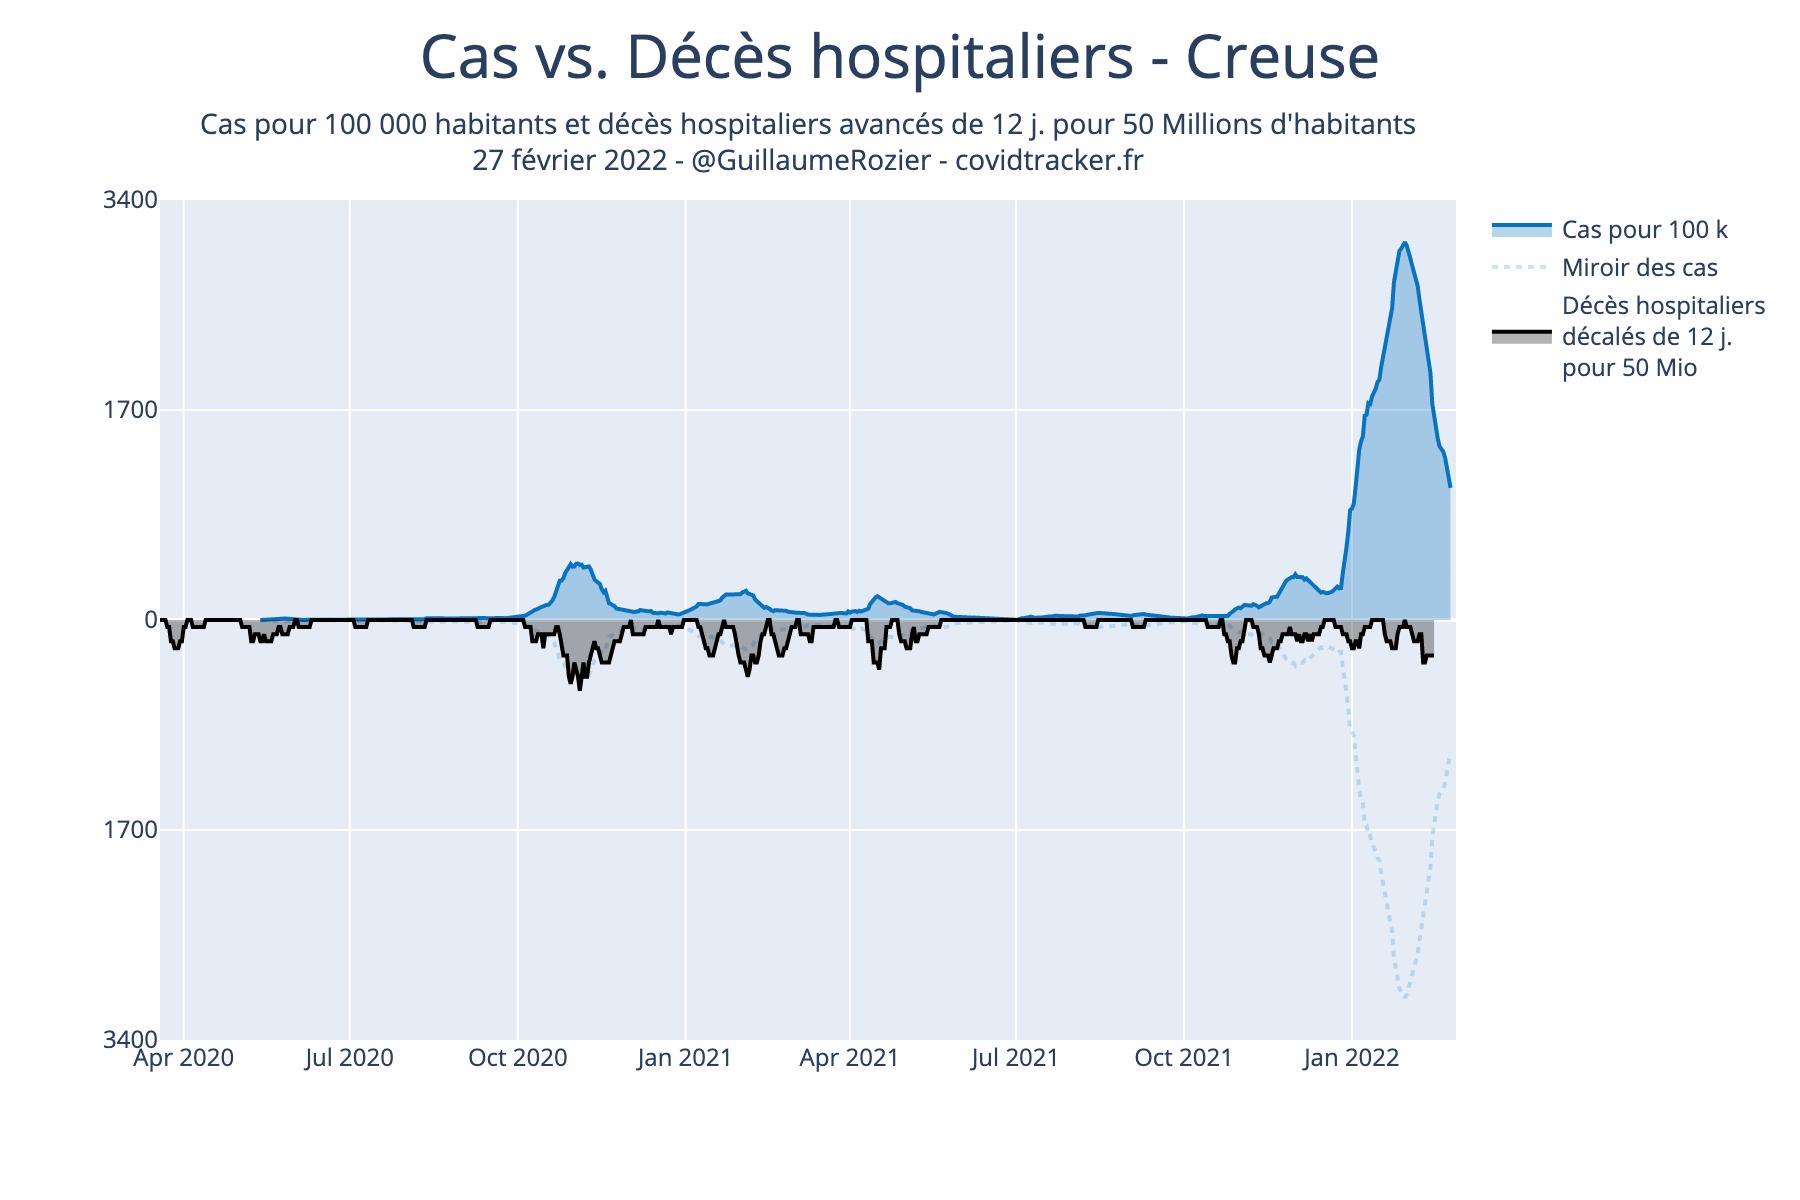 Cas vs. Décès hospitaliers - Creuse
Cas pour 100 000 habitants et décès hospitaliers avancés de 12 j. pour 50 Millions d'habitants
27 février 2022 - @GuillaumeRozier - covidtracker.fr
3400
1700
0
1700
3400
Apr 2020
Jul 2020
Oct 2020
Jan 2021
Apr 2021
Jul 2021
Oct 2021
Jan 2022
Cas pour 100 k
Miroir des cas
Décès hospitaliers
décalés de 12 j.
pour 50 Mio